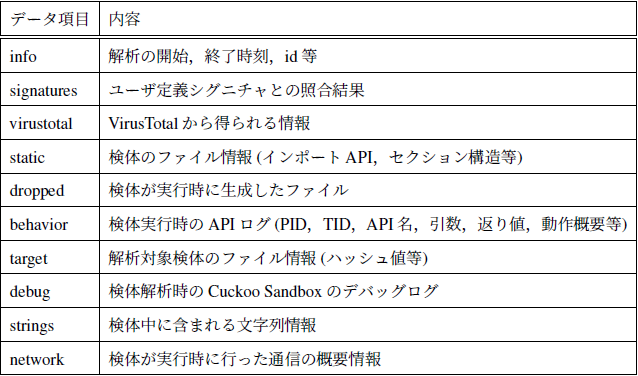 データ項目 内容
info 解析の開始，終了時刻，id 等
signatures ユーザ定義シグニチャとの照合結果
virustotal VirusTotal から得られる情報
static 検体のファイル情報 (インポート API，セクション構造等)
dropped 検体が実行時に生成したファイル
behavior 検体実行時の API ログ (PID，TID，API 名，引数，返り値，動作概要等)
target 解析対象検体のファイル情報 (ハッシュ値等)
debug 検体解析時の Cuckoo Sandbox のデバッグログ
strings 検体中に含まれる文字列情報
network 検体が実行時に行った通信の概要情報